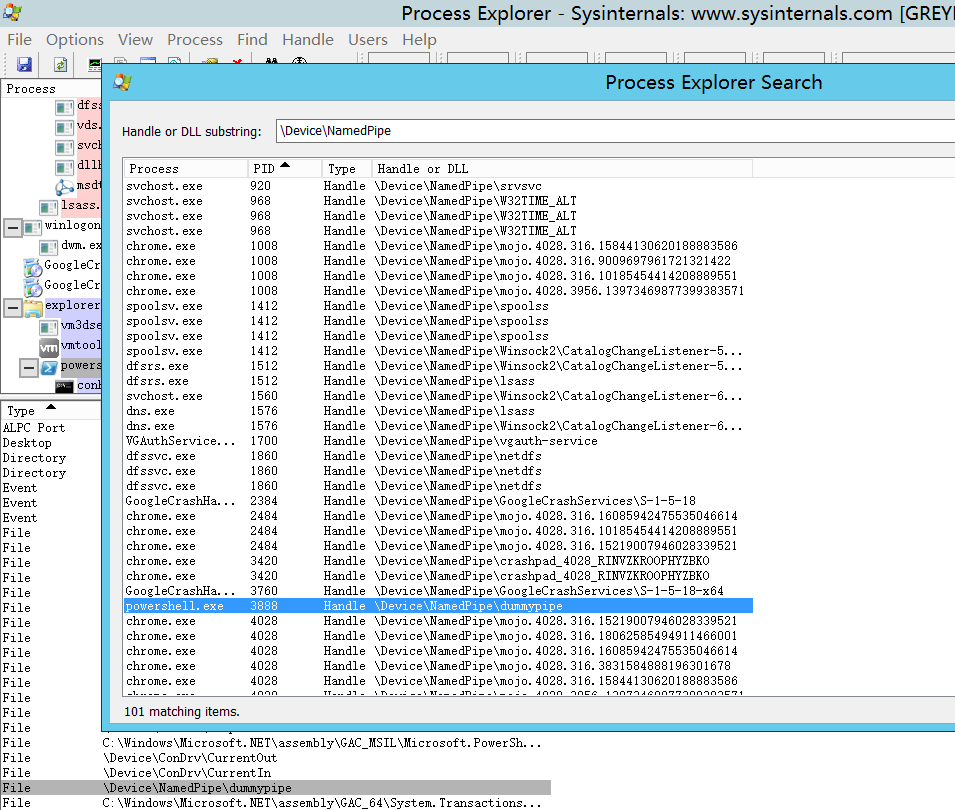 Process Explorer - Sysinternals: www.sysinternals.com [GREY
File Options View Process Find Handle Users Help
Process
Process Explorer Search
Handle or DLL substring: \Device\NamedPipe
dfss
vds.
svch
dllh
msdt
lsass.
winlogon
dwm.ex
GoogleCr
GoogleCr
explorer
vm3dse
vmtool
powers
conh
Process PID Type Handle or DLL
svchost.exe 920 Handle \Device\NamedPipe\srvsvc
svchost.exe 968 Handle \Device\NamedPipe\W32TIME_ALT
svchost.exe 968 Handle \Device\NamedPipe\W32TIME_ALT
svchost.exe 968 Handle \Device\NamedPipe\W32TIME_ALT
chrome.exe 1008 Handle \Device\NamedPipe\mojo.4028.316.15844130620188883586
chrome.exe 1008 Handle \Device\NamedPipe\mojo.4028.316.9009697961721321422
chrome.exe 1008 Handle \Device\NamedPipe\mojo.4028.316.10185454414208889551
chrome.exe 1008 Handle \Device\NamedPipe\mojo.4028.3956.13973469877399383571
spoolsv.exe 1412 Handle \Device\NamedPipe\spoolss
spoolsv.exe 1412 Handle \Device\NamedPipe\spoolss
spoolsv.exe 1412 Handle \Device\NamedPipe\spoolss
spoolsv.exe 1412 Handle \Device\NamedPipe\Winsock2\CatalogChangeListener-5...
dfsrs.exe 1512 Handle \Device\NamedPipe\Winsock2\CatalogChangeListener-5...
dfsrs.exe 1512 Handle \Device\NamedPipe\lsass
svchost.exe 1560 Handle \Device\NamedPipe\Winsock2\CatalogChangeListener-6...
dns.exe 1576 Handle \Device\NamedPipe\lsass
dns.exe 1576 Handle \Device\NamedPipe\Winsock2\CatalogChangeListener-6...
VGAuthService... 1700 Handle \Device\NamedPipe\vgauth-service
dfssvc.exe 1860 Handle \Device\NamedPipe\netdfs
dfssvc.exe 1860 Handle \Device\NamedPipe\netdfs
dfssvc.exe 1860 Handle \Device\NamedPipe\netdfs
GoogleCrashHa... 2384 Handle \Device\NamedPipe\GoogleCrashServices\S-1-5-18
chrome.exe 2484 Handle \Device\NamedPipe\mojo.4028.316.16085942475535046614
chrome.exe 2484 Handle \Device\NamedPipe\mojo.4028.316.10185454414208889551
chrome.exe 2484 Handle \Device\NamedPipe\mojo.4028.316.15219007946028339521
chrome.exe 3420 Handle \Device\NamedPipe\crashpad_4028_RINVZKROOPHYZBKO
chrome.exe 3420 Handle \Device\NamedPipe\crashpad_4028_RINVZKROOPHYZBKO
GoogleCrashHa... 3760 Handle \Device\NamedPipe\GoogleCrashServices\S-1-5-18-x64
powershell.exe 3888 Handle \Device\NamedPipe\dummypipe
chrome.exe 4028 Handle \Device\NamedPipe\mojo.4028.316.15219007946028339521
chrome.exe 4028 Handle \Device\NamedPipe\mojo.4028.316.18062585494911466001
chrome.exe 4028 Handle \Device\NamedPipe\mojo.4028.316.16085942475535046614
chrome.exe 4028 Handle \Device\NamedPipe\mojo.4028.316.3831584888196301678
chrome.exe 4028 Handle \Device\NamedPipe\mojo.4028.316.15844130620188883586
101 matching items.
Type
ALPC Port
Desktop
Directory
Directory
Event
Event
Event
File
File
File
File
File
File
File
File
File
File
File
File
File
File
File C:\Windows\Microsoft.NET\assembly\GAC_MSIL\Microsoft.PowerSh...
File \Device\ConDrv\CurrentOut
File \Device\ConDrv\CurrentIn
File \Device\NamedPipe\dummypipe
File C:\Windows\Microsoft.NET\assembly\GAC_64\System.Transactions...